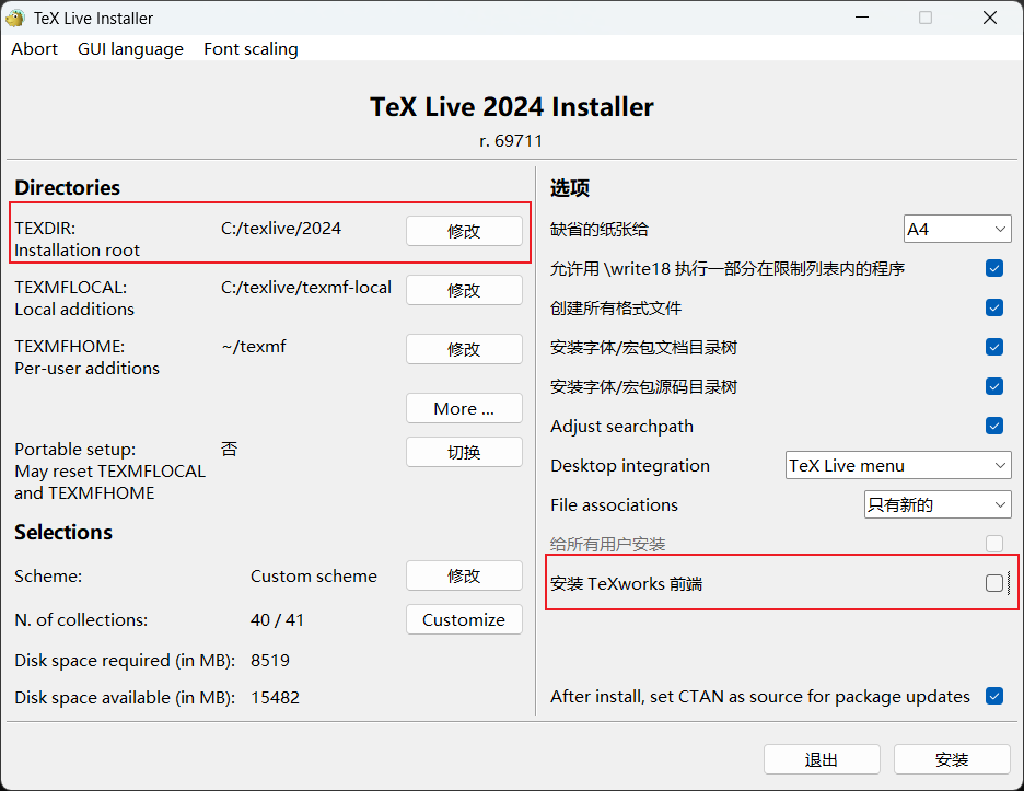 TeX Live Installer
Abort GUI language Font scaling
TeX Live 2024 Installer
r. 69711
Directories
TEXDIR: C:/texlive/2024 修改
Installation root
TEXMFLOCAL: C:/texlive/texmf-local 修改
Local additions
TEXMFHOME: ~/texmf 修改
Per-user additions
More ...
Portable setup: 否 切换
May reset TEXMFLOCAL
and TEXMFHOME
Selections
Scheme: Custom scheme 修改
N. of collections: 40 / 41 Customize
Disk space required (in MB): 8519
Disk space available (in MB): 15482
选项
缺省的纸张给 A4
允许用 \write18 执行一部分在限制列表内的程序
创建所有格式文件
安装字体/宏包文档目录树
安装字体/宏包源码目录树
Adjust searchpath
Desktop integration TeX Live menu
File associations 只有新的
给所有用户安装
安装 TeXworks 前端
After install, set CTAN as source for package updates
退出 安装